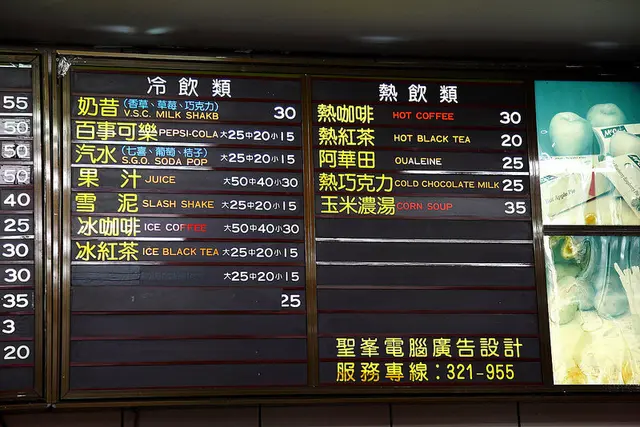 55
50
50
50
40
25
30
30
35
3
20
冷飲類
奶昔 (香草、草莓、巧克力) V.S.C. MILK SHAKB 30
百事可樂 PEPSI-COLA 大25中20小15
汽水 (七喜、葡萄、桔子) S.G.O. SODA POP 大25中20小15
果汁 JUICE 大50中40小30
雪泥 SLASH SHAKE 大25中20小15
冰咖啡 ICE COFFEE 大50中40小30
冰紅茶 ICE BLACK TEA 大25中20小15
大25中20小15
25
熱飲類
熱咖啡 HOT COFFEE 30
熱紅茶 HOT BLACK TEA 20
阿華田 OUALEINE 25
熱巧克力 COLD CHOCOLATE MILK 25
玉米濃湯 CORN SOUP 35
聖峯電腦廣告設計
服務專線：321-955